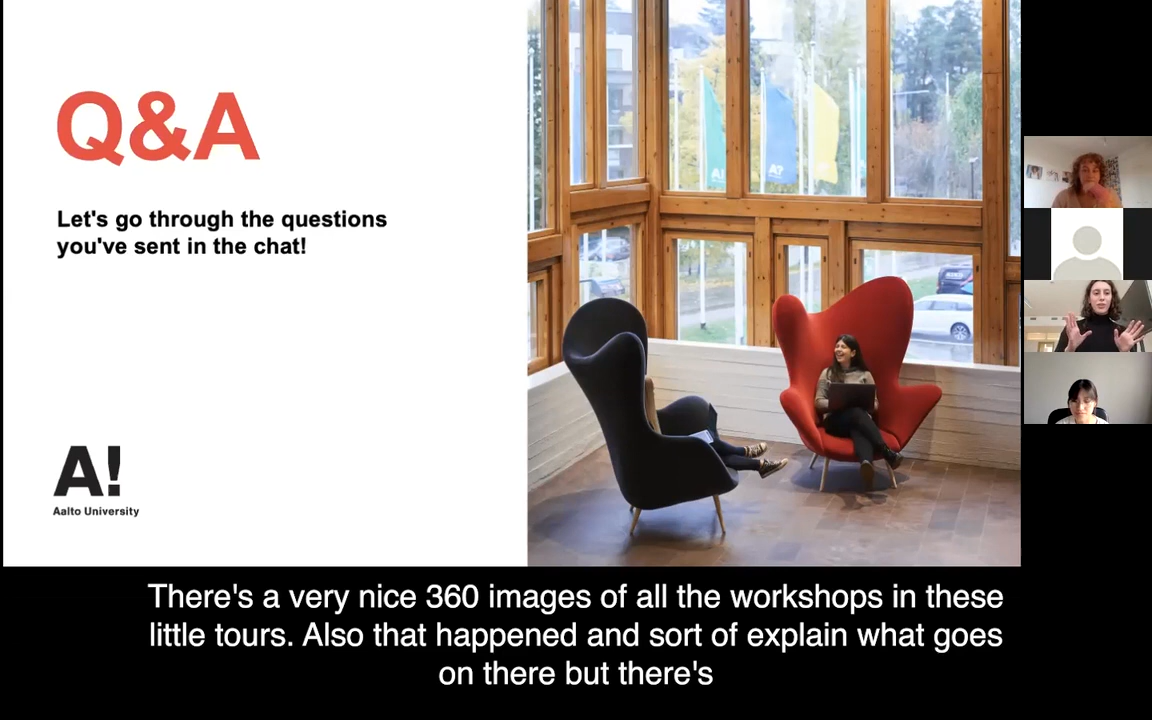 Q&A
Let's go through the questions
you've sent in the chat!
A!
Aalto University
A!
A?
There's a very nice 360 images of all the workshops in these
little tours. Also that happened and sort of explain what goes
on there but there's